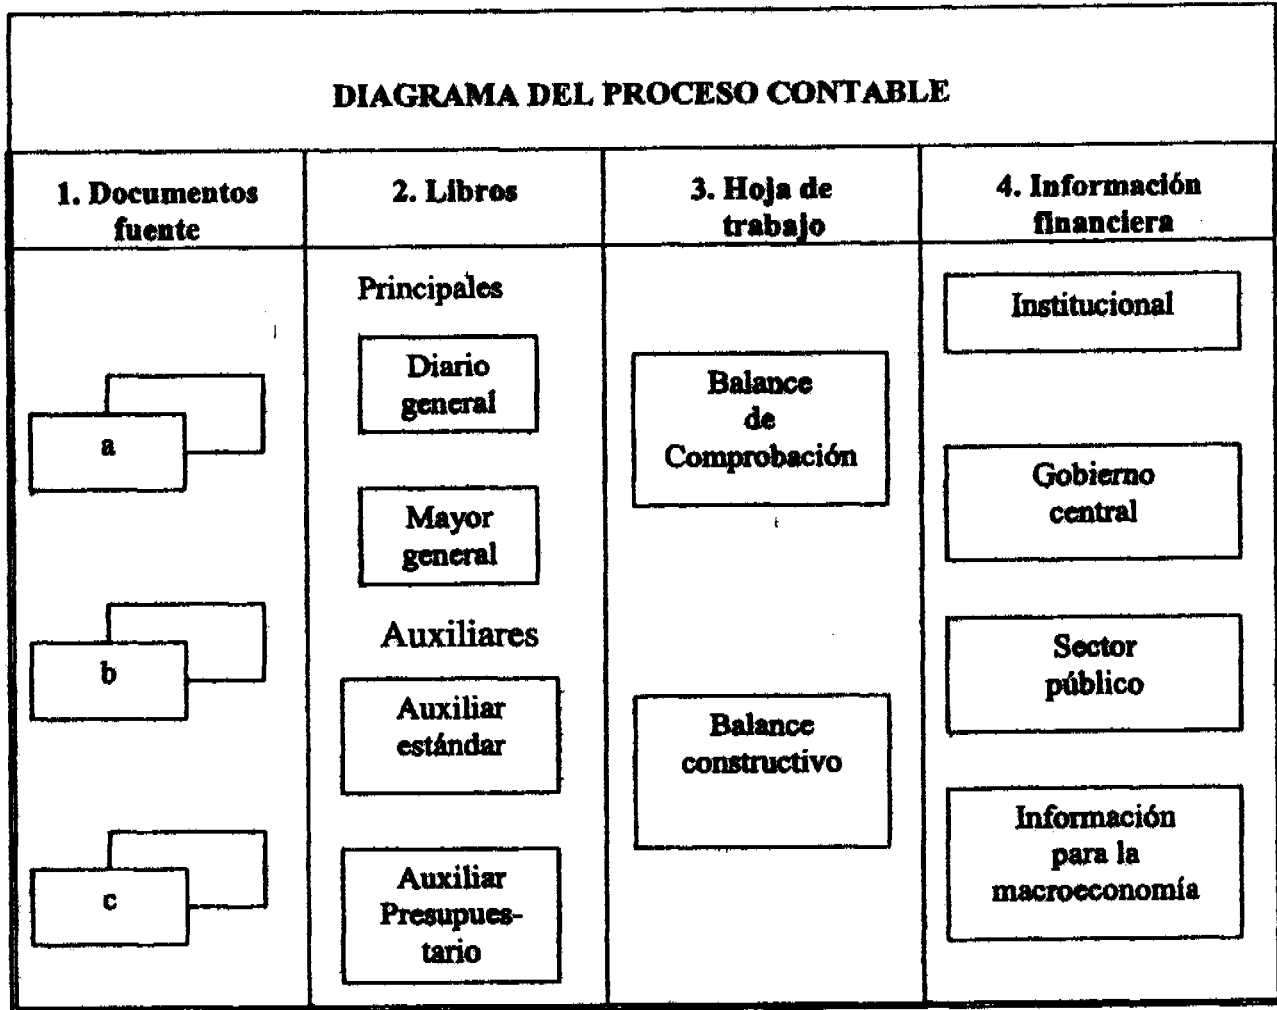 DIAGRAMA DEL PROCESO CONTABLE
1. Documentos
fuente
2. Libros
3. Hoja de
trabajo
4. Información
financiera
a
b
c
Principales
Diario
general
Mayor
general
Auxiliares
Auxiliar
estándar
Auxiliar
Presupues-
tario
Balance
de
Comprobación
Balance
constructivo
Institucional
Gobierno
central
Sector
público
Información
para la
macroeconomía